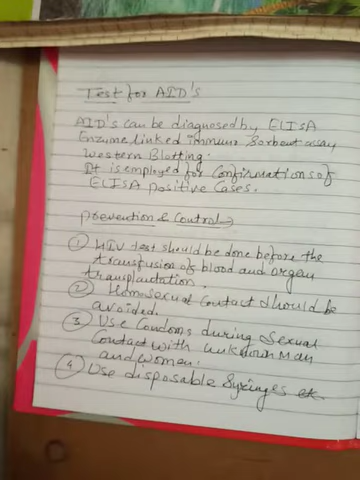 Test for AID's
AID's can be diagnosed by ELISA
Enzyme linked immuno Sorbent assay
Western Blotting.
It is employed for Confirmations of
ELISA positive Cases.
prevention & Control →
① HIV test should be done before the
transfusion of blood and organ
transplantation.
② Homosexual Contact should be
avoided.
③ Use Condoms during Sexual
Contact with unknown Man
and women.
④ Use disposable Syringes etc.